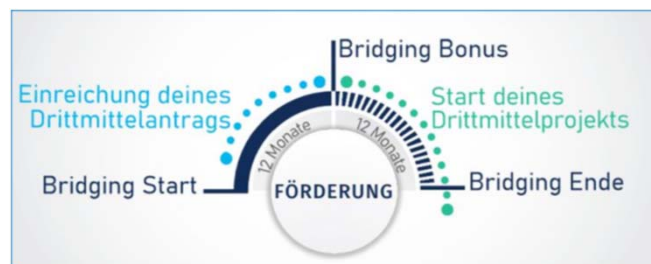 Bridging Bonus
Einreichung deines
Drittmittelantrags
Start deines
Drittmittelprojekts
12 Monate
12 Monate
Bridging Start
FÖRDERUNG
Bridging Ende